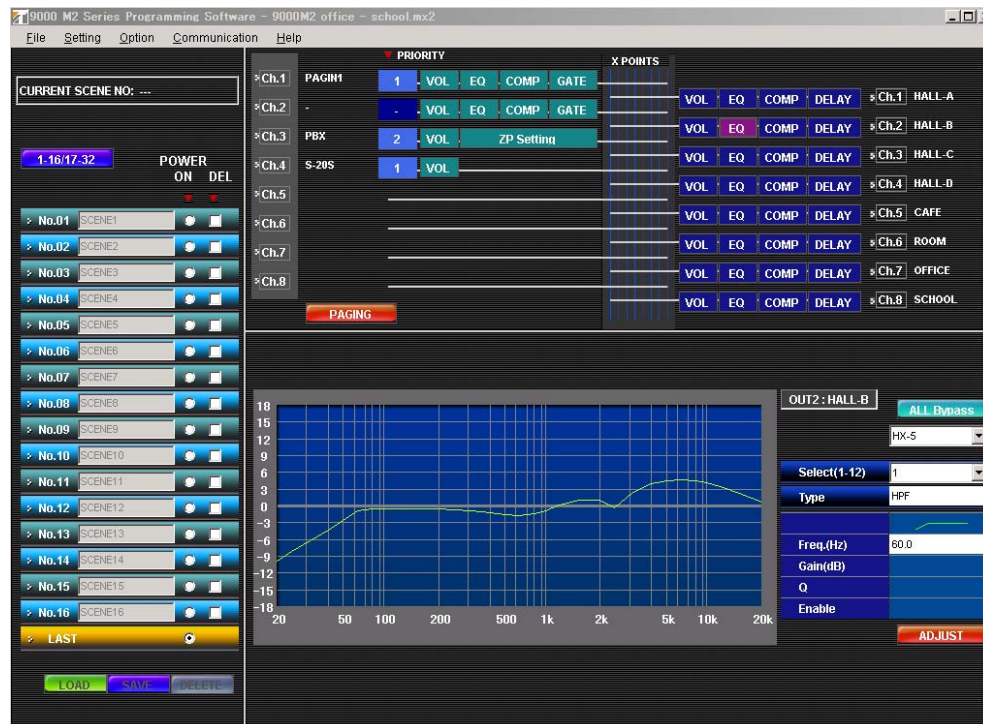 9000 M2 Series Programming Software - 9000M2 office - school.mx2
File Setting Option Communication Help
CURRENT SCENE NO: ---
1-16/17-32
POWER ON DEL
No.01 SCENE1
No.02 SCENE2
No.03 SCENE3
No.04 SCENE4
No.05 SCENE5
No.06 SCENE6
No.07 SCENE7
No.08 SCENE8
No.09 SCENE9
No.10 SCENE10
No.11 SCENE11
No.12 SCENE12
No.13 SCENE13
No.14 SCENE14
No.15 SCENE15
No.16 SCENE16
LAST
LOAD SAVE DELETE
PRIORITY
X POINTS
Ch.1 PAGIN1 1 VOL EQ COMP GATE
Ch.2 - - VOL EQ COMP GATE
Ch.3 PBX 2 VOL ZP Setting
Ch.4 S-20S 1 VOL
Ch.5
Ch.6
Ch.7
Ch.8
PAGING
VOL EQ COMP DELAY Ch.1 HALL-A
VOL EQ COMP DELAY Ch.2 HALL-B
VOL EQ COMP DELAY Ch.3 HALL-C
VOL EQ COMP DELAY Ch.4 HALL-D
VOL EQ COMP DELAY Ch.5 CAFE
VOL EQ COMP DELAY Ch.6 ROOM
VOL EQ COMP DELAY Ch.7 OFFICE
VOL EQ COMP DELAY Ch.8 SCHOOL
18
15
12
9
6
3
0
-3
-6
-9
-12
-15
-18
20 50 100 200 500 1k 2k 5k 10k 20k
OUT2 : HALL-B
ALL Bypass
HX-5
Select(1-12) 1
Type HPF
Freq.(Hz) 60.0
Gain(dB)
Q
Enable
ADJUST